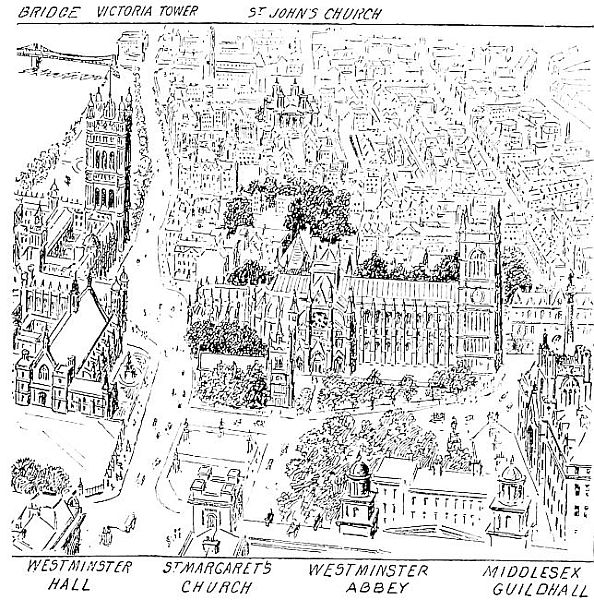 BRIDGE VICTORIA TOWER ST JOHN'S CHURCH
WESTMINSTER HALL
ST MARGARET'S CHURCH
WESTMINSTER ABBEY
MIDDLESEX GUILDHALL